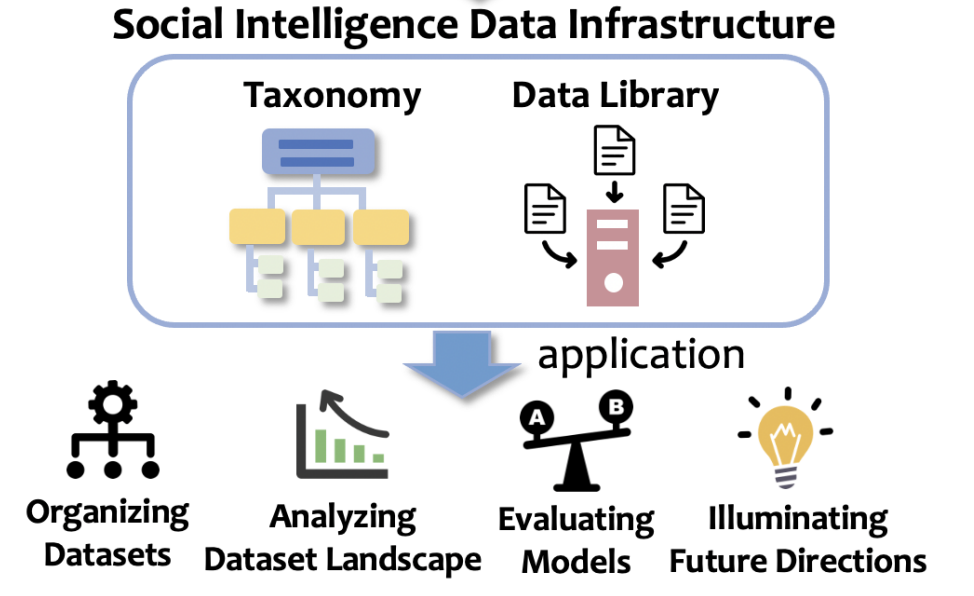 Social Intelligence Data Infrastructure
Taxonomy
Data Library
application
A
B
Organizing
Datasets
Analyzing
Dataset Landscape
Evaluating
Models
Illuminating
Future Directions